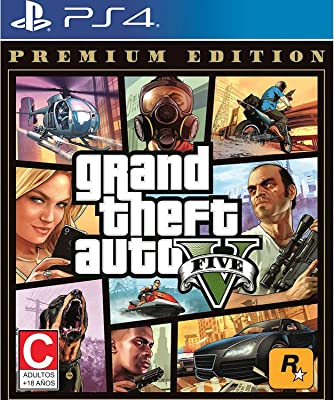 PS4
PREMIUM EDITION
grand
theft
auto
V
FIVE
C
ADULTOS
+18 AÑOS
R